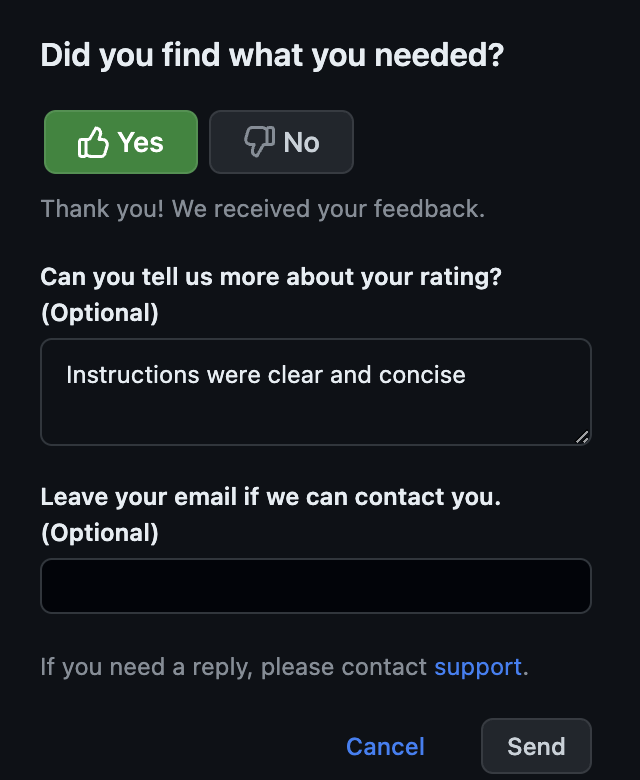 Did you find what you needed?
Yes No
Thank you! We received your feedback.
Can you tell us more about your rating?
(Optional)
Instructions were clear and concise
Leave your email if we can contact you.
(Optional)
If you need a reply, please contact support.
Cancel Send